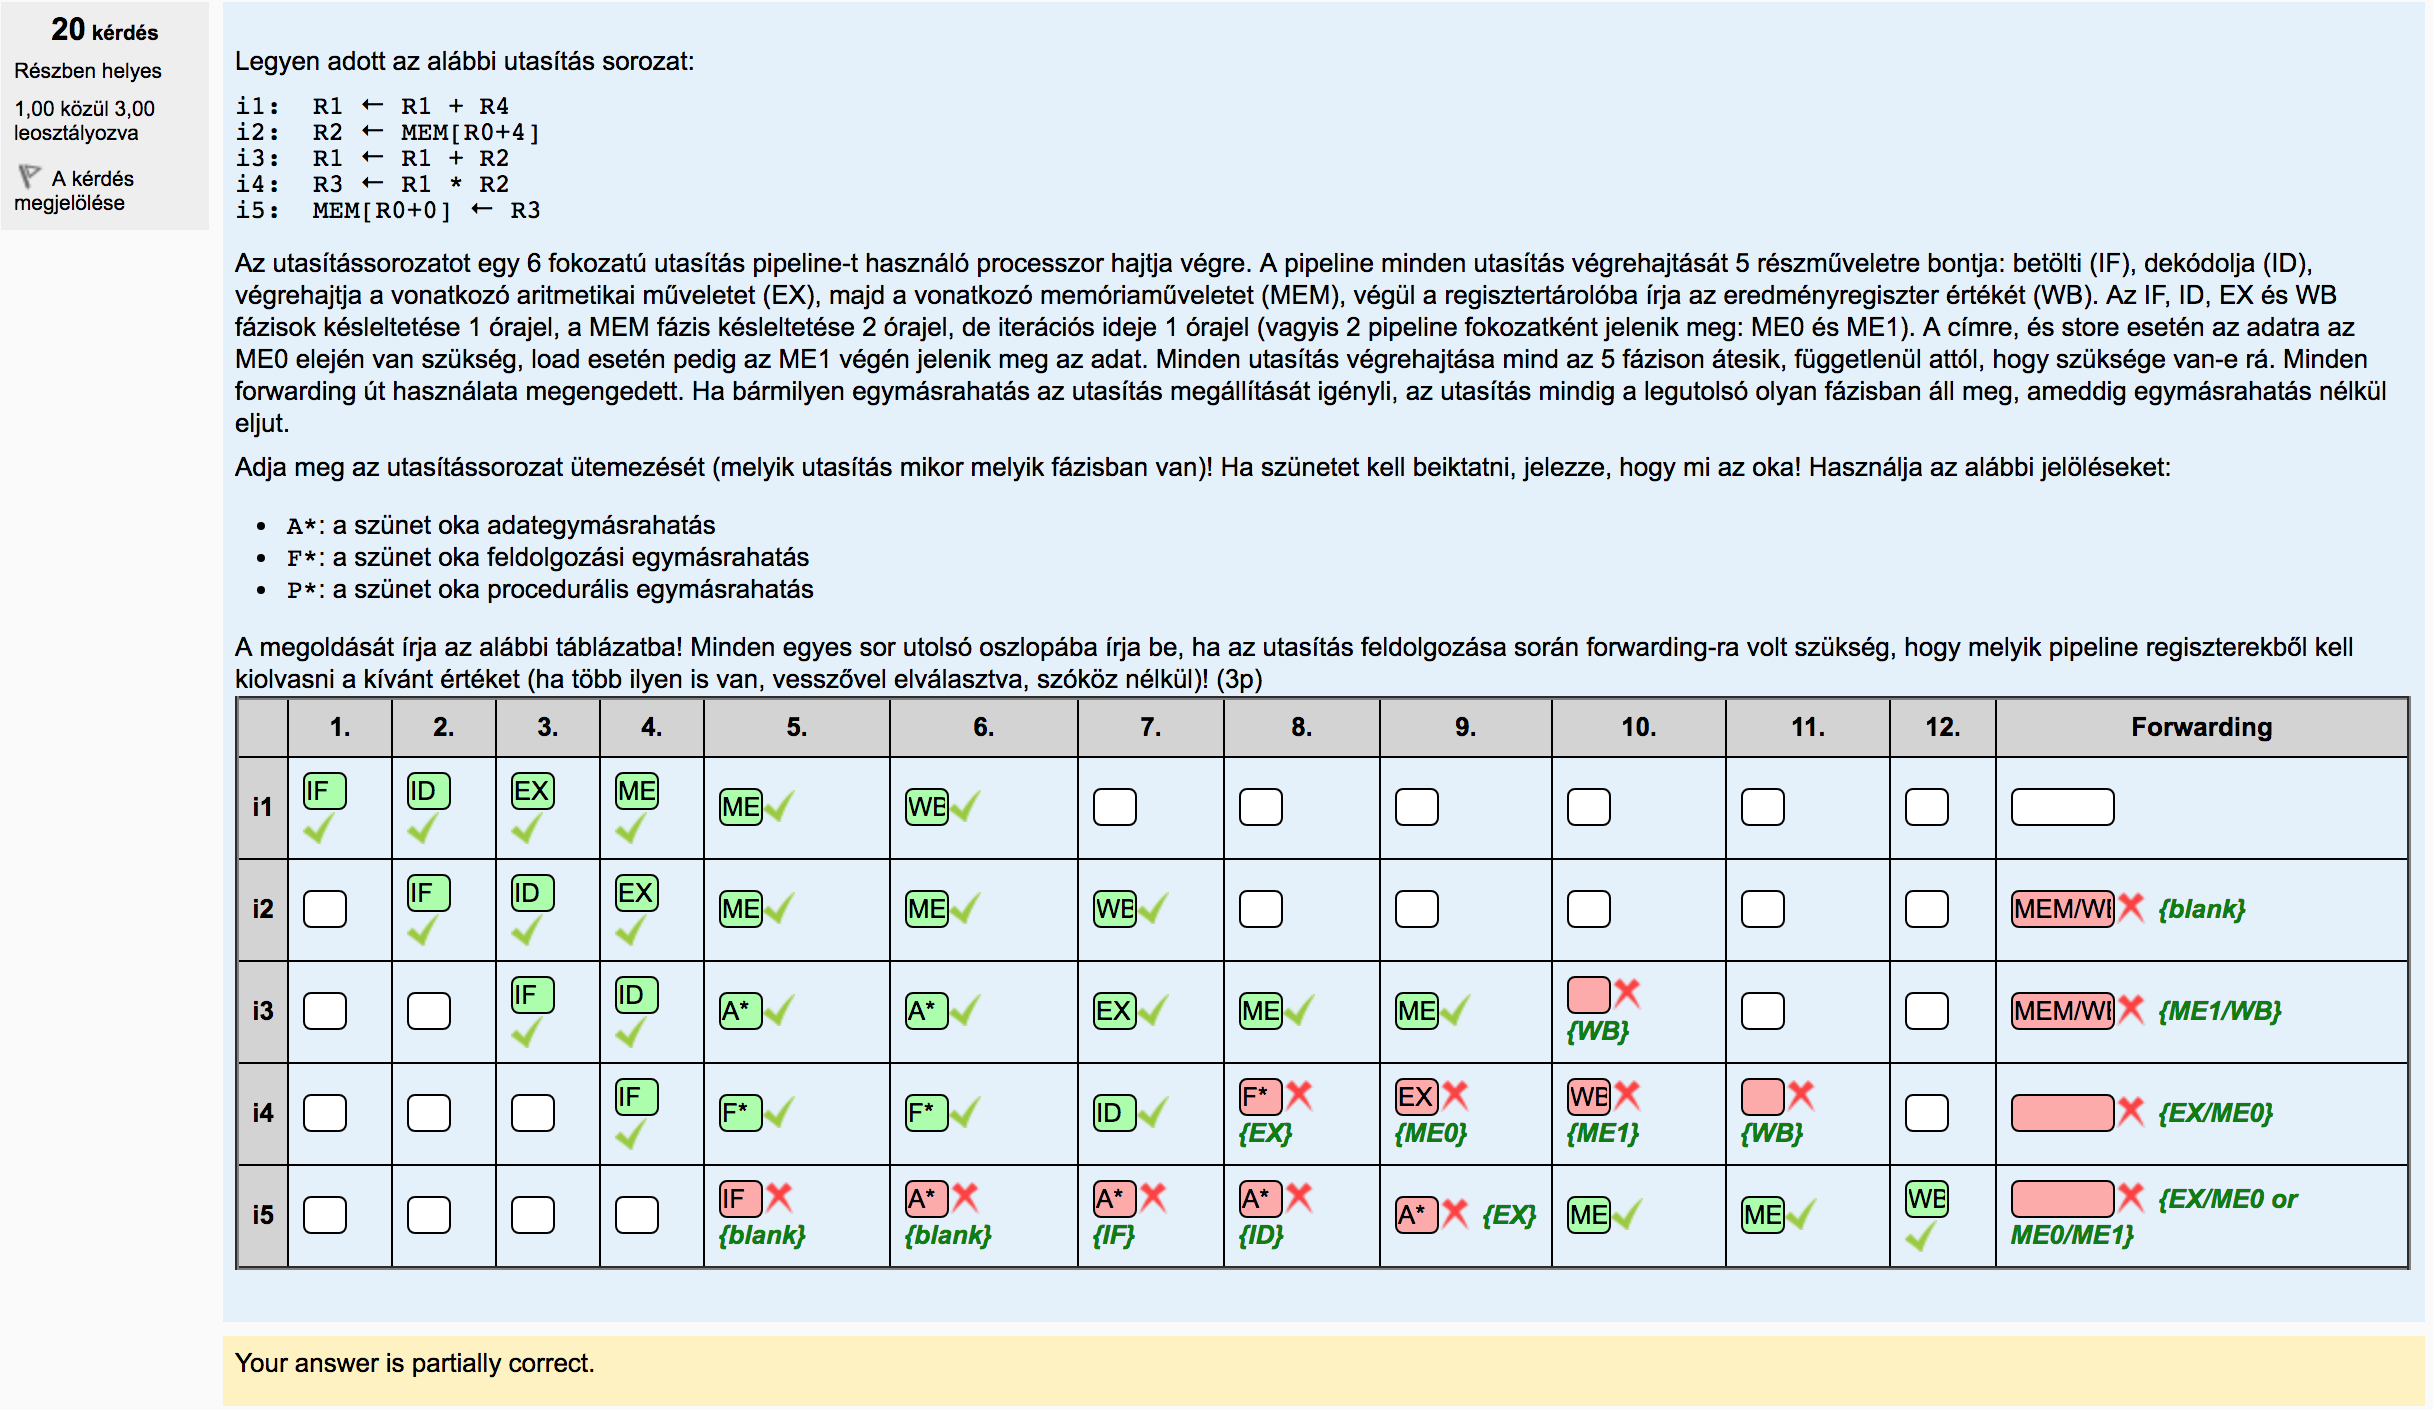 20 kérdés
Részben helyes
1,00 közül 3,00
leosztályozva
A kérdés
megjelölése
Legyen adott az alábbi utasítás sorozat:
i1: R1 ← R1 + R4
i2: R2 ← MEM[R0+4]
i3: R1 ← R1 + R2
i4: R3 ← R1 * R2
i5: MEM[R0+0] ← R3
Az utasítássorozatot egy 6 fokozatú utasítás pipeline-t használó processzor hajtja végre. A pipeline minden utasítás végrehajtását 5 részműveletre bontja: betölti (IF), dekódolja (ID),
végrehajtja a vonatkozó aritmetikai műveletet (EX), majd a vonatkozó memóriaműveletet (MEM), végül a regisztertárolóba írja az eredményregiszter értékét (WB). Az IF, ID, EX és WB
fázisok késleltetése 1 órajel, a MEM fázis késleltetése 2 órajel, de iterációs ideje 1 órajel (vagyis 2 pipeline fokozatként jelenik meg: ME0 és ME1). A címre, és store esetén az adatra az
ME0 elején van szükség, load esetén pedig az ME1 végén jelenik meg az adat. Minden utasítás végrehajtása mind az 5 fázison átesik, függetlenül attól, hogy szüksége van-e rá. Minden
forwarding út használata megengedett. Ha bármilyen egymásrahatás az utasítás megállítását igényli, az utasítás mindig a legutolsó olyan fázisban áll meg, ameddig egymásrahatás nélkül
eljut.
Adja meg az utasítássorozat ütemezését (melyik utasítás mikor melyik fázisban van)! Ha szünetet kell beiktatni, jelezze, hogy mi az oka! Használja az alábbi jelöléseket:
• A*: a szünet oka adategymásrahatás
• F*: a szünet oka feldolgozási egymásrahatás
• P*: a szünet oka procedurális egymásrahatás
A megoldását írja az alábbi táblázatba! Minden egyes sor utolsó oszlopába írja be, ha az utasítás feldolgozása során forwarding-ra volt szükség, hogy melyik pipeline regiszterekből kell
kiolvasni a kívánt értéket (ha több ilyen is van, vesszővel elválasztva, szóköz nélkül)! (3p)
1. 2. 3. 4. 5. 6. 7. 8. 9. 10. 11. 12. Forwarding
i1 IF ID EX ME ME WB
i2 IF ID EX ME ME WB MEM/WB {blank}
i3 IF ID A* A* EX ME ME {WB} MEM/WB {ME1/WB}
i4 IF F* F* ID F* {EX} EX {ME0} WB {ME1} {WB} {EX/ME0}
i5 IF {blank} A* {blank} A* {IF} A* {ID} A* {EX} ME ME WB {EX/ME0 or
ME0/ME1}
Your answer is partially correct.